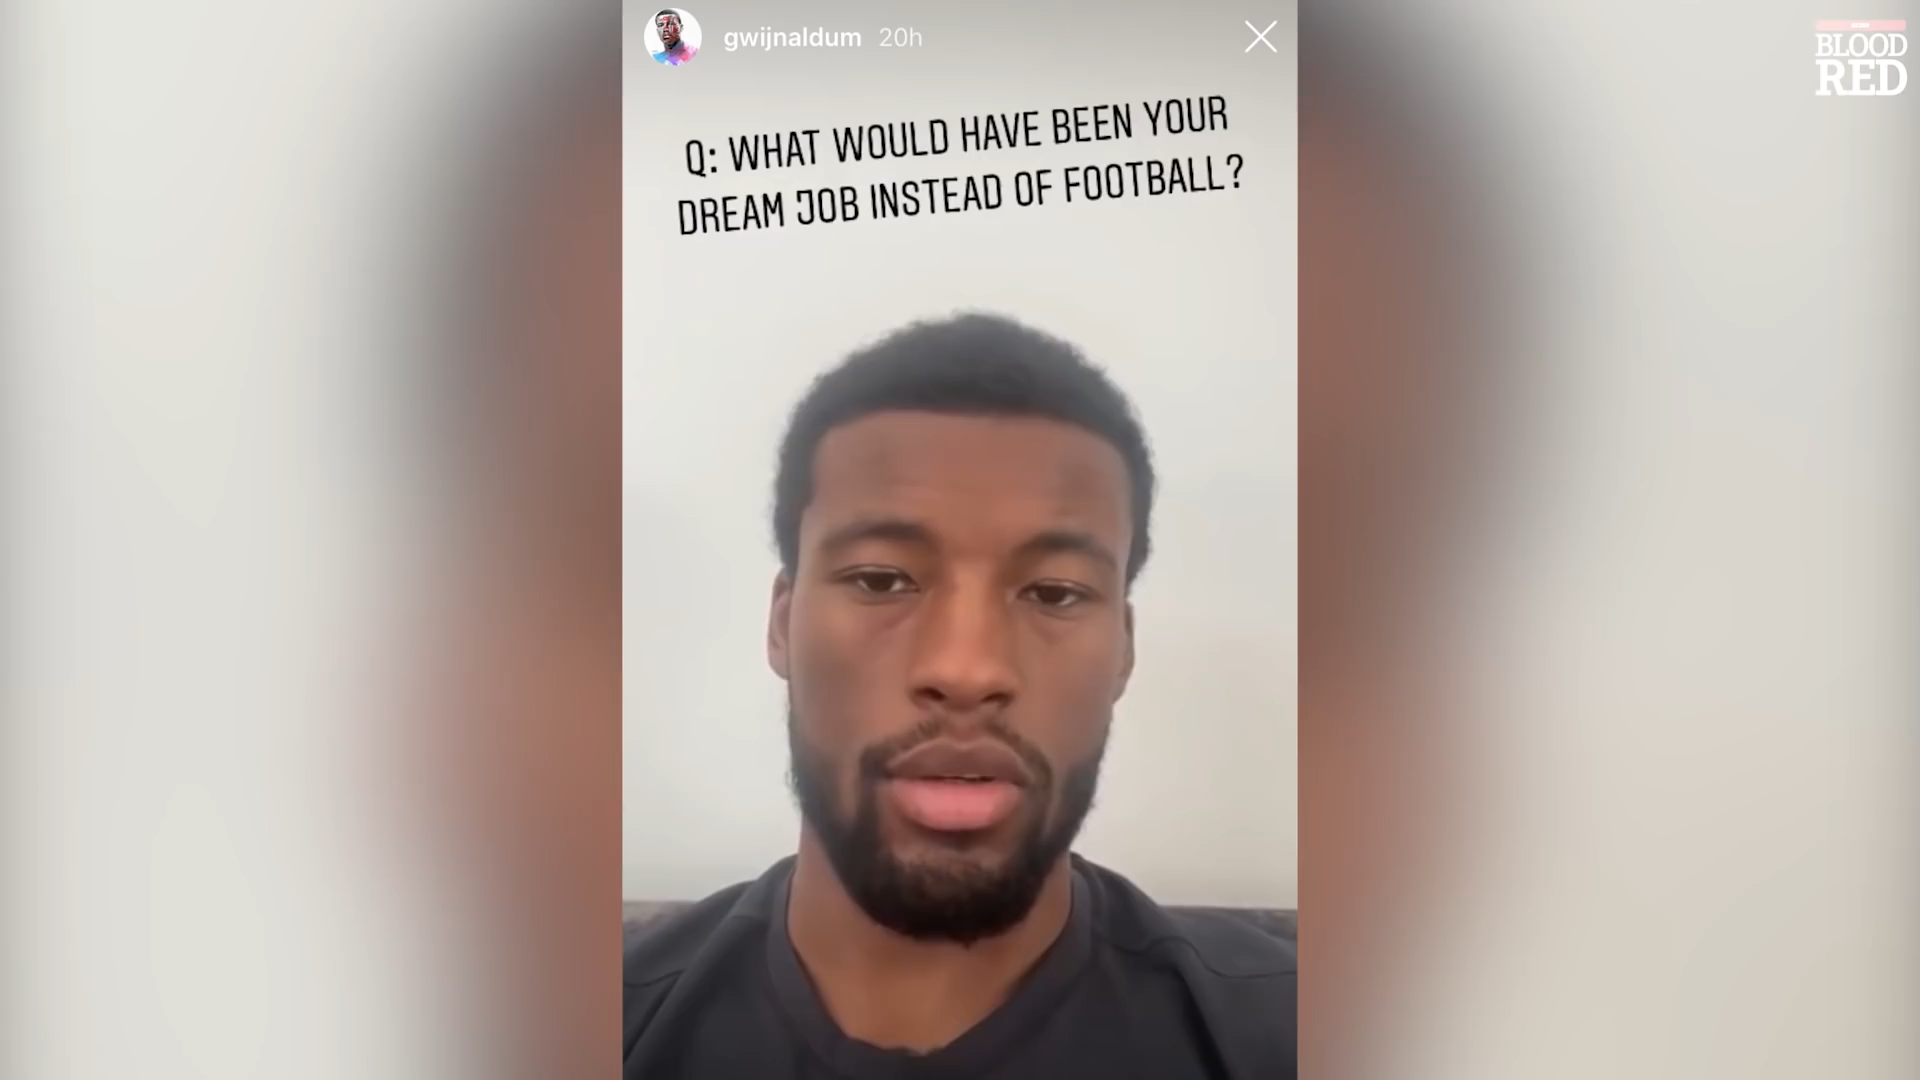 gwijnaldum 20h
Q: WHAT WOULD HAVE BEEN YOUR
DREAM JOB INSTEAD OF FOOTBALL?
BLOOD
RED